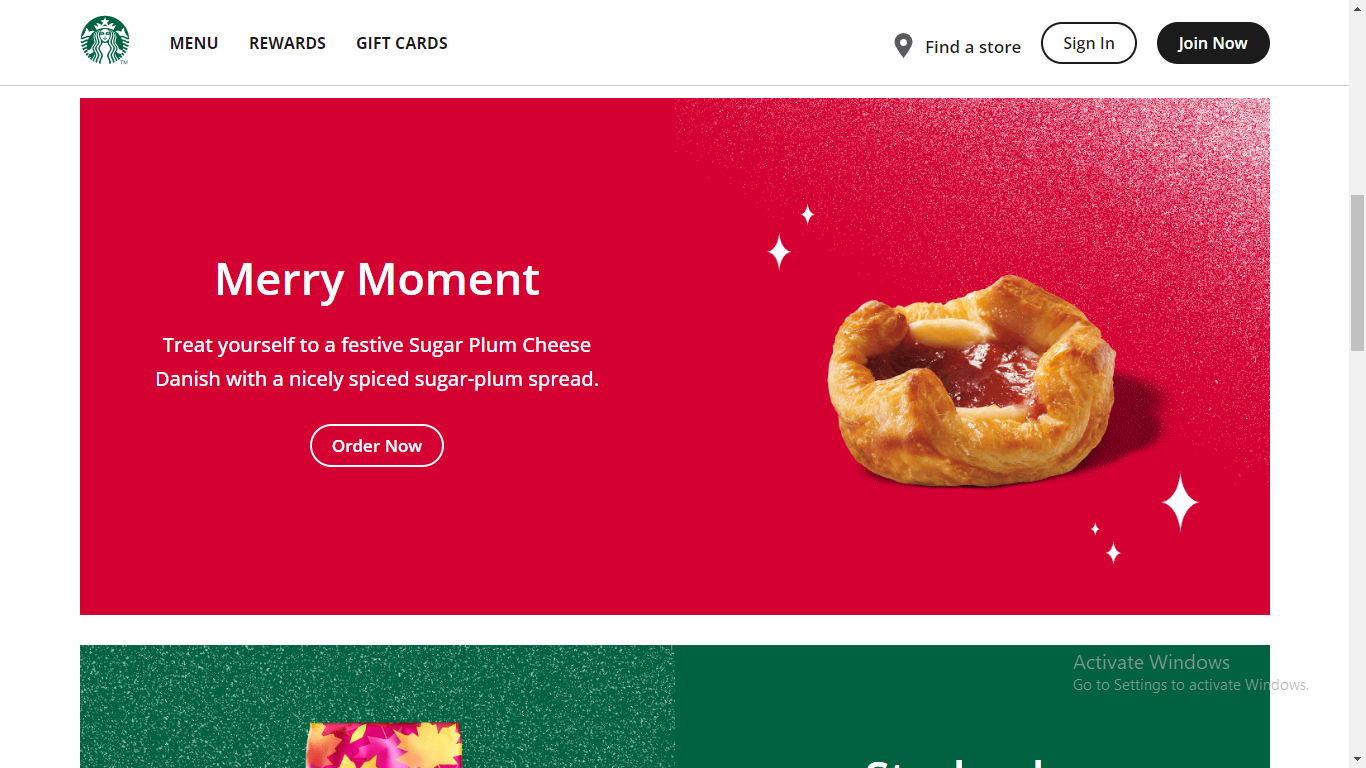 MENU REWARDS GIFT CARDS Find a store Sign In Join Now
TM
Merry Moment
Treat yourself to a festive Sugar Plum Cheese
Danish with a nicely spiced sugar-plum spread.
Order Now
Activate Windows
Go to Settings to activate Windows.